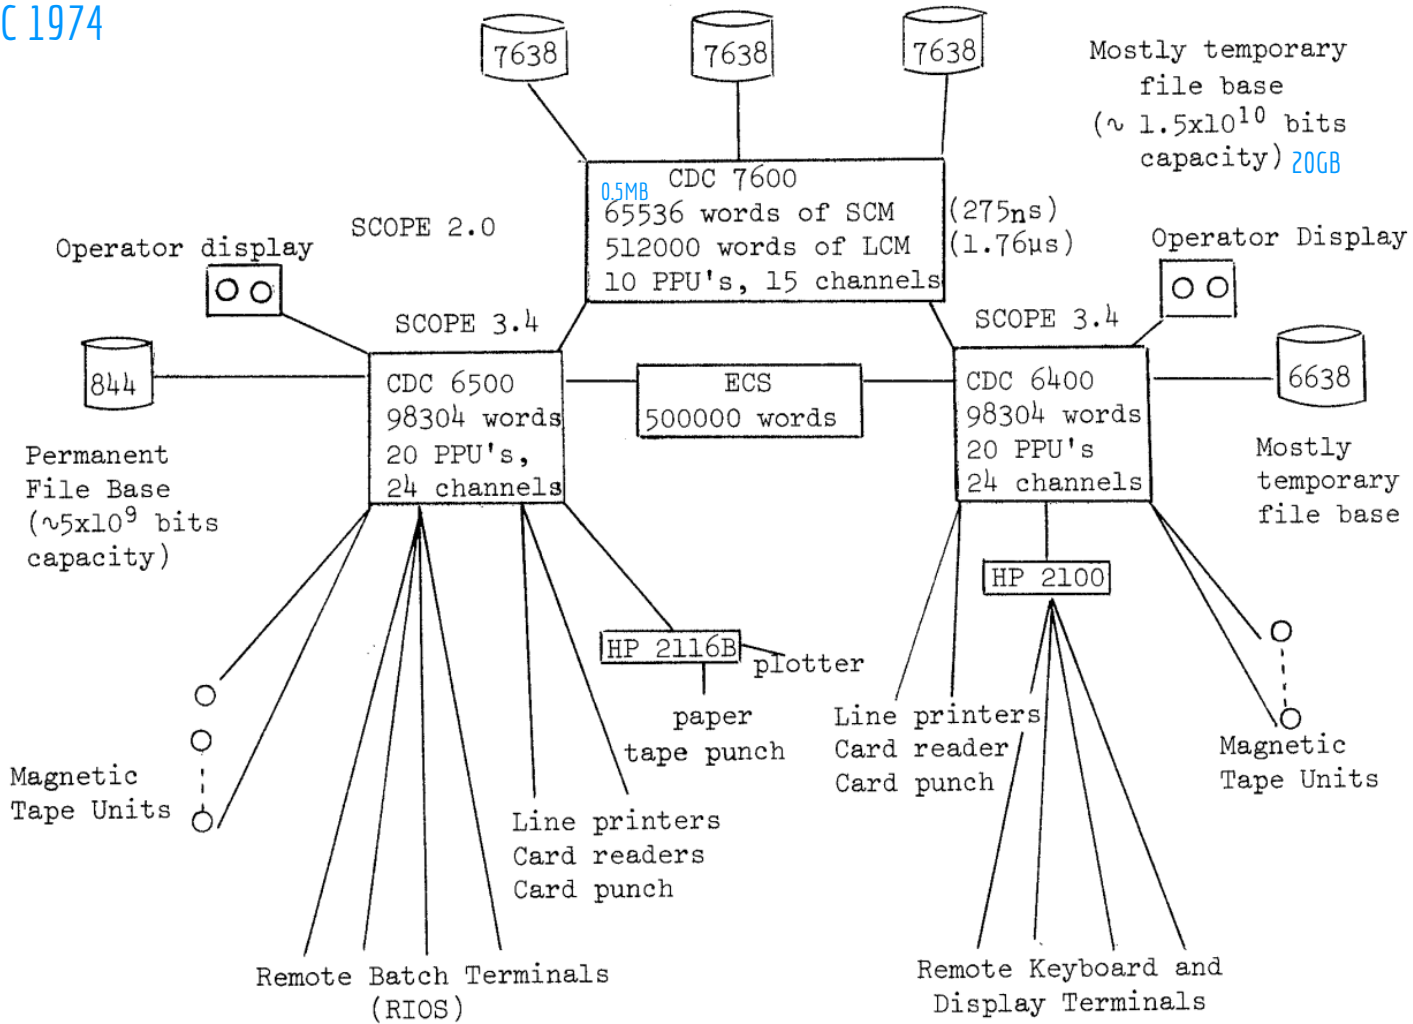 C 1974
7638
7638
7638
Mostly temporary
file base
(~ 1.5x10¹⁰ bits
capacity) 20GB
CDC 7600
0.5MB
65536 words of SCM (275ns)
512000 words of LCM (1.76µs)
10 PPU's, 15 channels
SCOPE 2.0
Operator display
Operator Display
SCOPE 3.4
SCOPE 3.4
844
CDC 6500
98304 words
20 PPU's,
24 channels
ECS
500000 words
CDC 6400
98304 words
20 PPU's
24 channels
6638
Permanent
File Base
(~5x10⁹ bits
capacity)
Mostly
temporary
file base
HP 2100
HP 2116B
plotter
paper
tape punch
Line printers
Card reader
Card punch
Magnetic
Tape Units
Magnetic
Tape Units
Line printers
Card readers
Card punch
Remote Batch Terminals
(RIOS)
Remote Keyboard and
Display Terminals